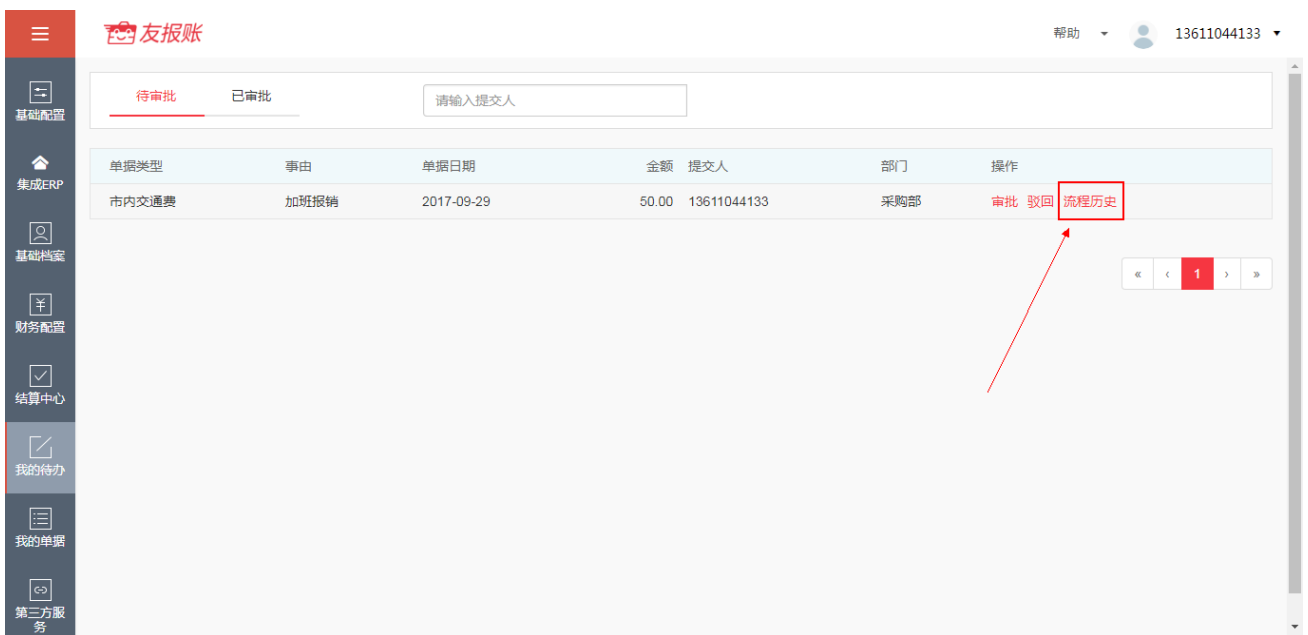 友报账
帮助
13611044133
基础配置
集成ERP
基础档案
财务配置
结算中心
我的待办
我的单据
第三方服
务
待审批 已审批 请输入提交人
单据类型 事由 单据日期 金额 提交人 部门 操作
市内交通费 加班报销 2017-09-29 50.00 13611044133 采购部 审批 驳回 流程历史
« ‹ 1 › »